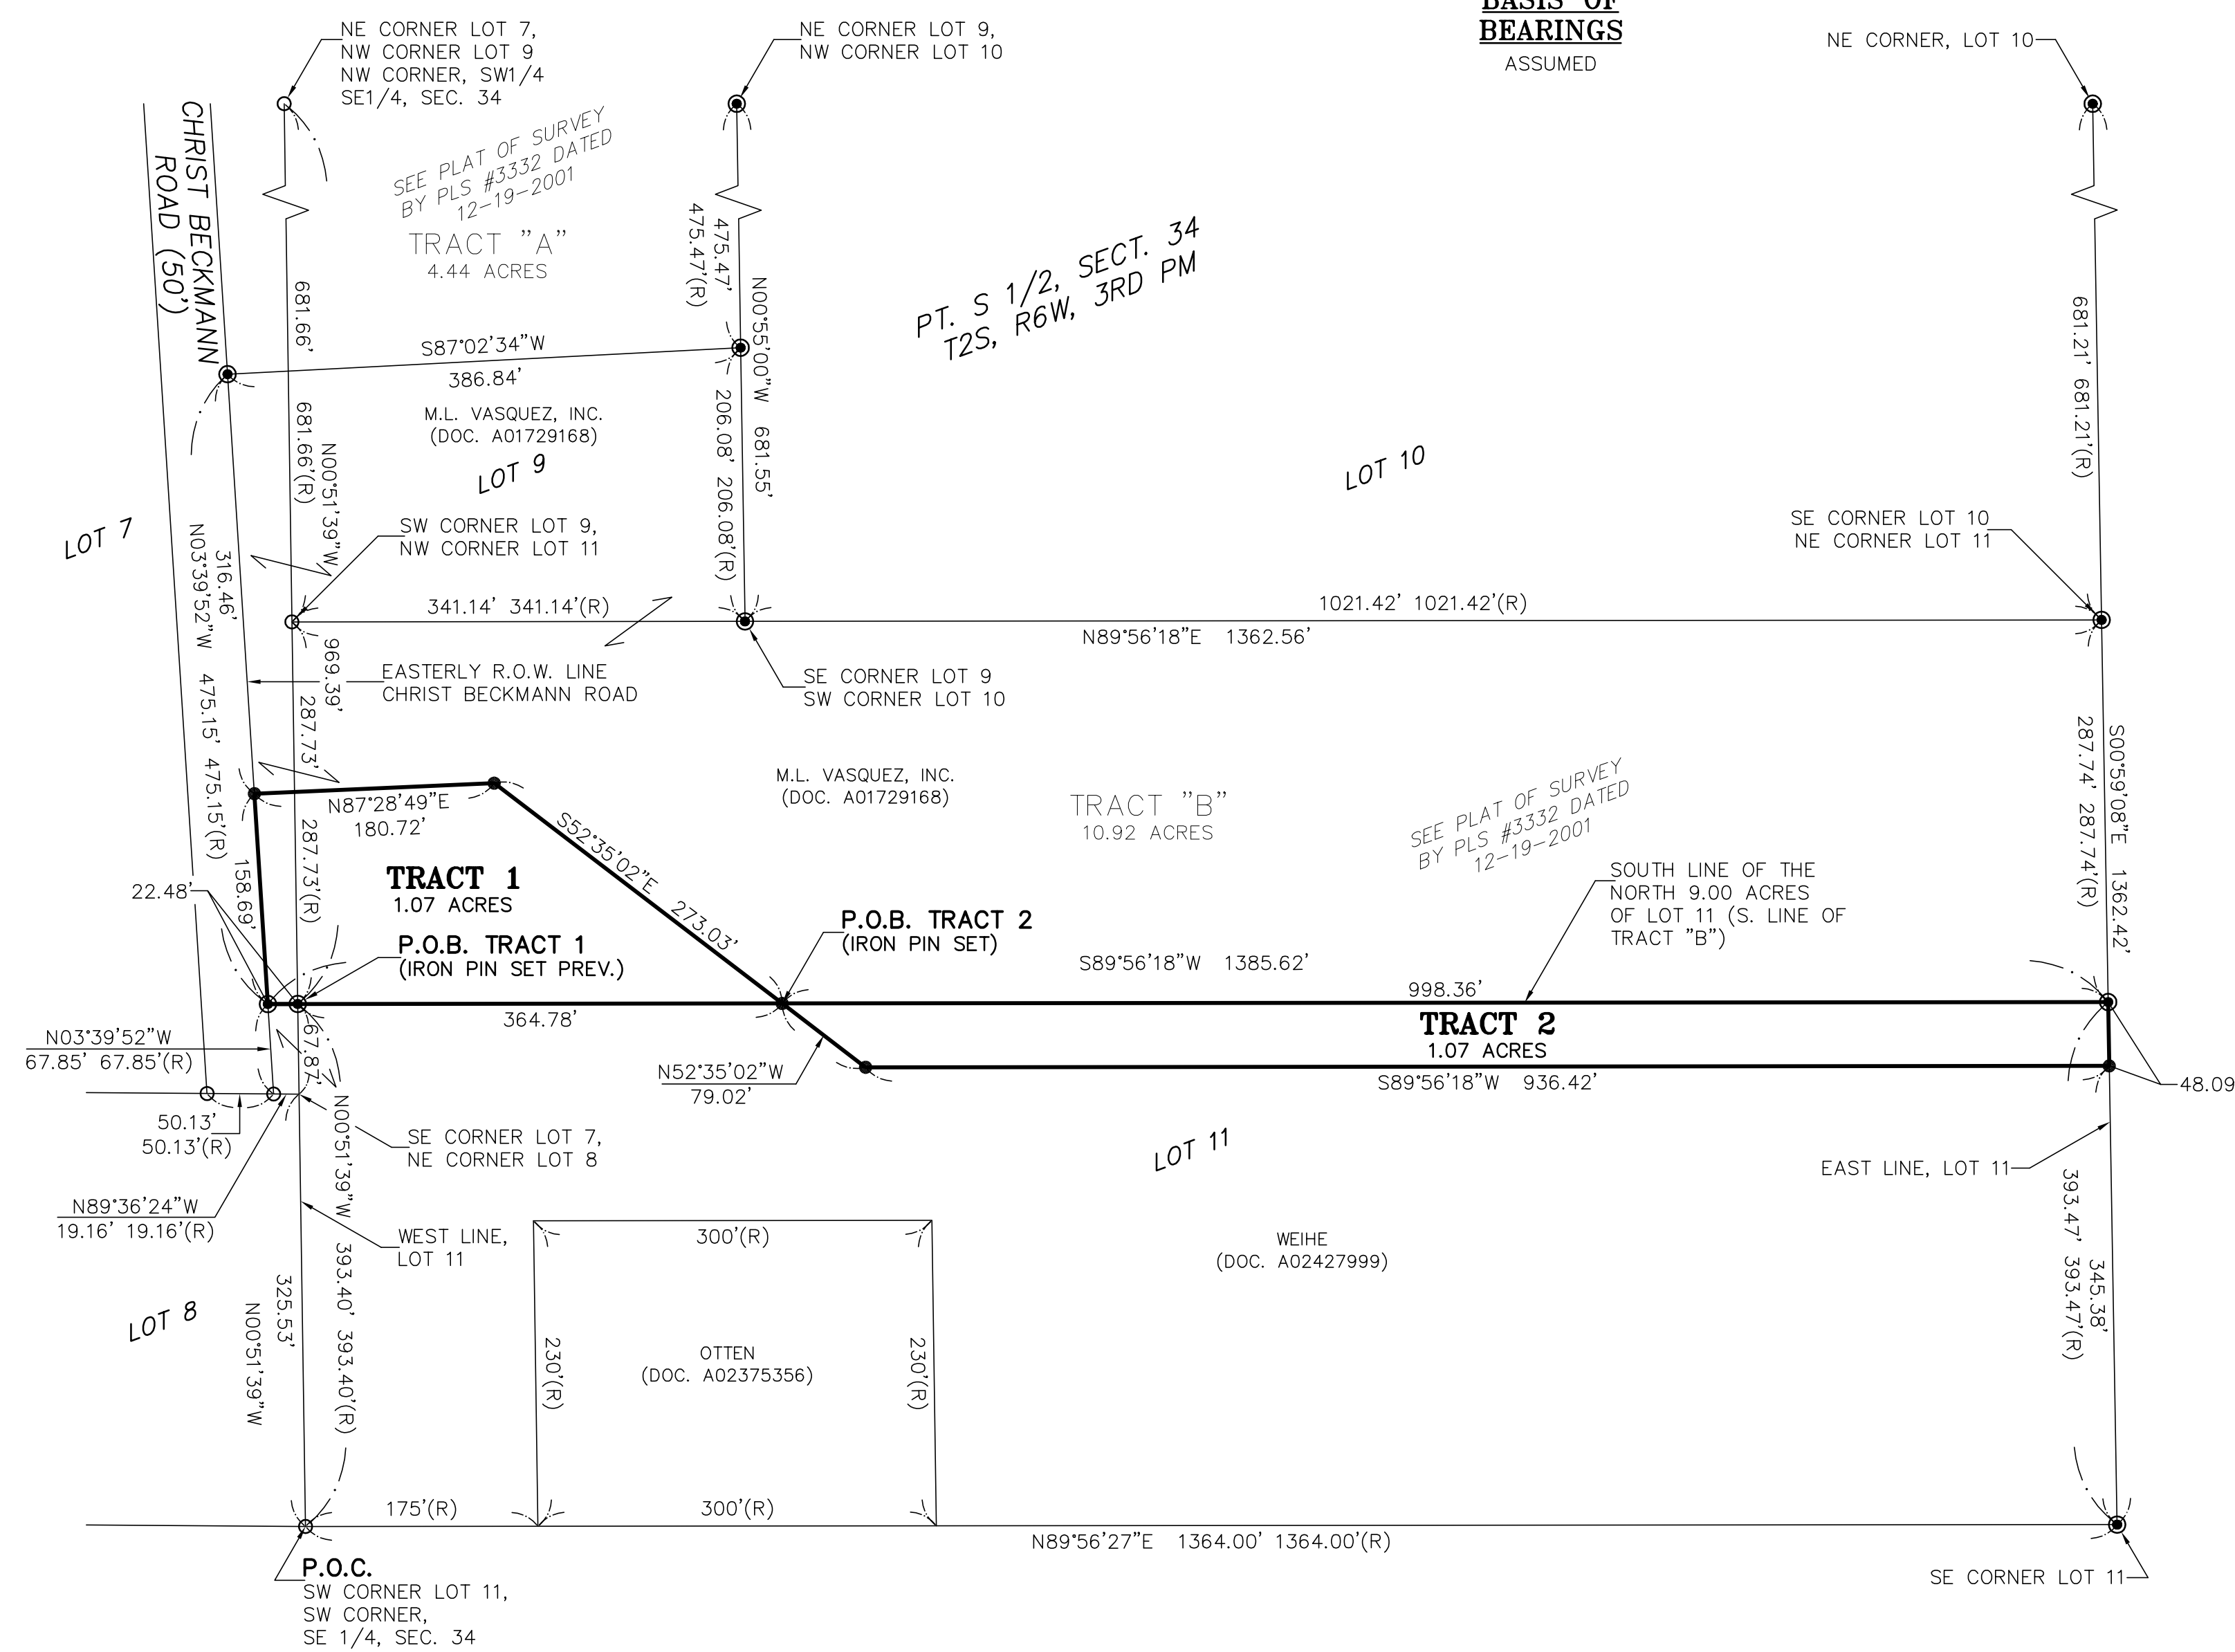 BASIS OF
BEARINGS
ASSUMED
NE CORNER LOT 7,
NW CORNER LOT 9
NW CORNER, SW1/4
SE1/4, SEC. 34
NE CORNER LOT 9,
NW CORNER LOT 10
NE CORNER, LOT 10
CHRIST BECKMANN
ROAD (50')
SEE PLAT OF SURVEY
BY PLS #3332 DATED
12-19-2001
TRACT "A"
4.44 ACRES
475.47'
475.47'(R)
N00°55'00"W 681.55'
PT. S 1/2, SECT. 34
T2S, R6W, 3RD PM
681.66'
681.66'(R)
N00°51'39"W
969.39'
681.21' 681.21'(R)
S87°02'34"W
386.84'
M.L. VASQUEZ, INC.
(DOC. A01729168)
LOT 9
206.08' 206.08'(R)
LOT 10
LOT 7
316.46'
N03°39'52"W 475.15' 475.15'(R)
SW CORNER LOT 9,
NW CORNER LOT 11
SE CORNER LOT 10
NE CORNER LOT 11
341.14' 341.14'(R)
1021.42' 1021.42'(R)
N89°56'18"E 1362.56'
EASTERLY R.O.W. LINE
CHRIST BECKMANN ROAD
SE CORNER LOT 9
SW CORNER LOT 10
287.73'
287.73'(R)
287.74' 287.74'(R)
S00°59'08"E 1362.42'
M.L. VASQUEZ, INC.
(DOC. A01729168)
TRACT "B"
10.92 ACRES
SEE PLAT OF SURVEY
BY PLS #3332 DATED
12-19-2001
N87°28'49"E
180.72'
S52°35'02"E
273.03'
158.69'
22.48'
TRACT 1
1.07 ACRES
SOUTH LINE OF THE
NORTH 9.00 ACRES
OF LOT 11 (S. LINE OF
TRACT "B")
P.O.B. TRACT 1
(IRON PIN SET PREV.)
P.O.B. TRACT 2
(IRON PIN SET)
S89°56'18"W 1385.62'
998.36'
364.78'
TRACT 2
1.07 ACRES
67.87'
N03°39'52"W
67.85' 67.85'(R)
N52°35'02"W
79.02'
S89°56'18"W 936.42'
48.09
50.13'
50.13'(R)
SE CORNER LOT 7,
NE CORNER LOT 8
LOT 11
EAST LINE, LOT 11
N89°36'24"W
19.16' 19.16'(R)
N00°51'39"W 393.40' 393.40'(R)
WEST LINE,
LOT 11
300'(R)
WEIHE
(DOC. A02427999)
345.38'
393.47' 393.47'(R)
LOT 8
325.53'
N00°51'39"W
230'(R)
OTTEN
(DOC. A02375356)
230'(R)
175'(R)
300'(R)
N89°56'27"E 1364.00' 1364.00'(R)
P.O.C.
SW CORNER LOT 11,
SW CORNER,
SE 1/4, SEC. 34
SE CORNER LOT 11